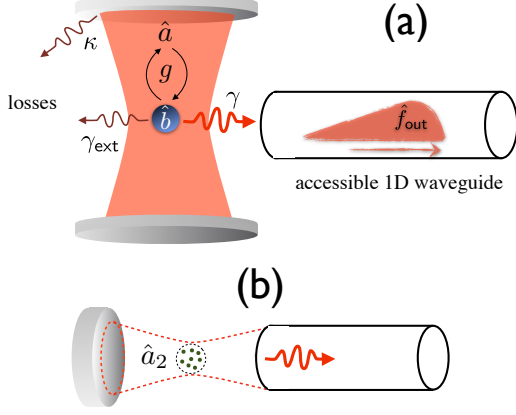 (a)
κ
â
g
losses
b̂
γ
γext
f̂out
accessible 1D waveguide
(b)
â2